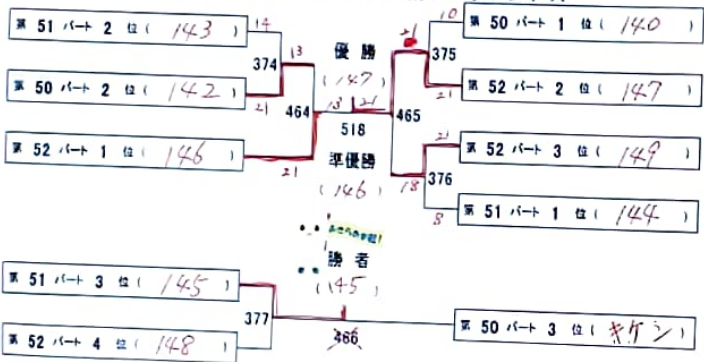 第 51 パート 2 位 ( 143 )
14
374
第 50 パート 2 位 ( 142 )
21
13
464
第 52 パート 1 位 ( 146 )
21
優 勝
( 147 )
13 21
518
準優勝
( 146 )
10
第 50 パート 1 位 ( 140 )
375
21
第 52 パート 2 位 ( 147 )
21
465
21
第 52 パート 3 位 ( 149 )
18
376
8
第 51 パート 1 位 ( 144 )
勝 者
( 145 )
第 51 パート 3 位 ( 145 )
377
第 52 パート 4 位 ( 148 )
466
第 50 パート 3 位 ( キケン )